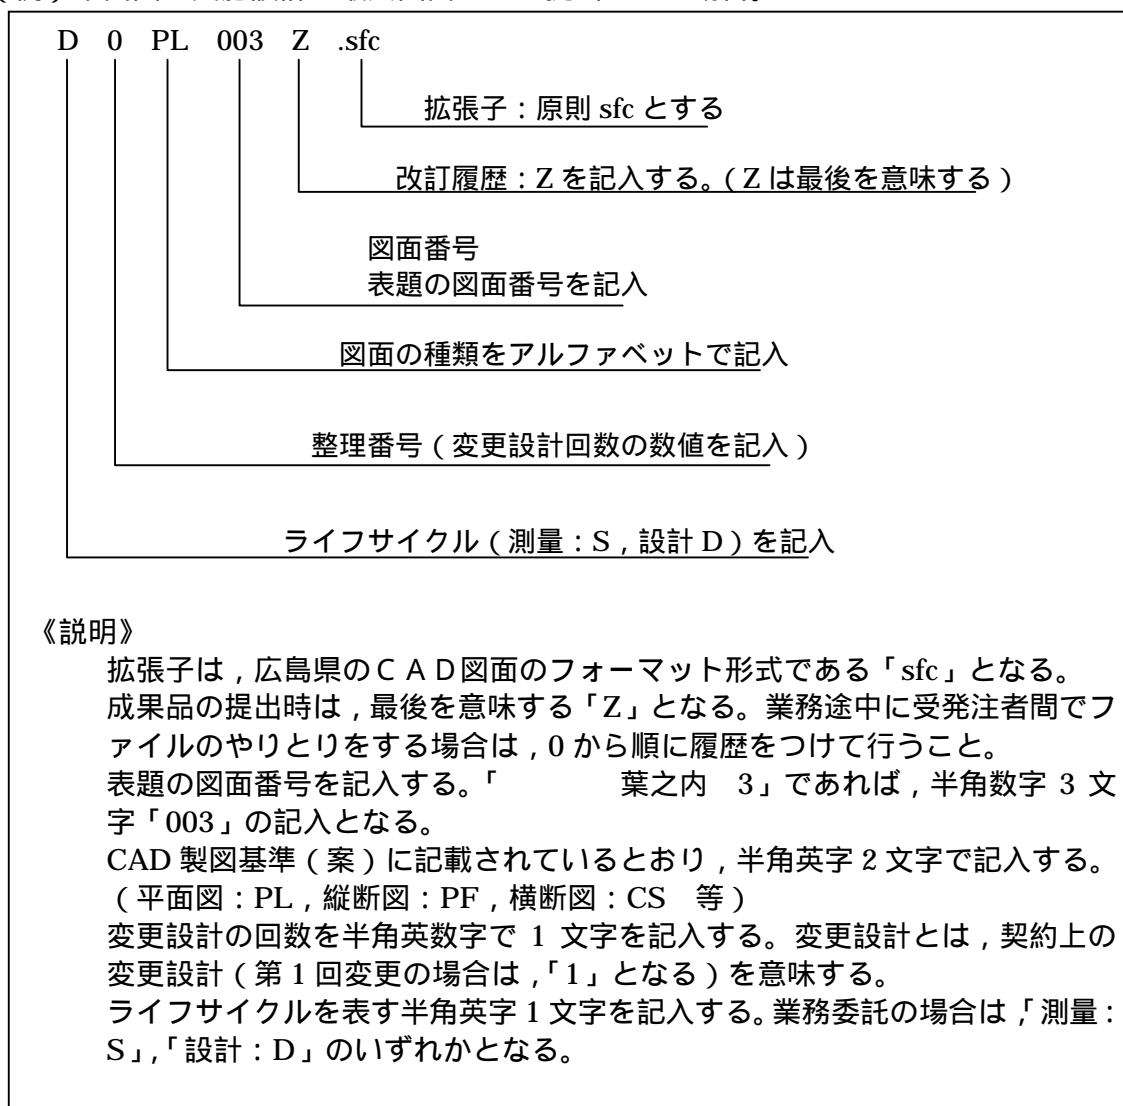 D 0 PL 003 Z .sfc
拡張子：原則 sfc とする
改訂履歴：Z を記入する。（Z は最後を意味する）
図面番号
表題の図面番号を記入
図面の種類をアルファベットで記入
整理番号（変更設計回数の数値を記入）
ライフサイクル（測量：S，設計 D）を記入
《説明》
拡張子は，広島県のＣＡＤ図面のフォーマット形式である「sfc」となる。
成果品の提出時は，最後を意味する「Z」となる。業務途中に受発注者間でフ
ァイルのやりとりをする場合は，0 から順に履歴をつけて行うこと。
表題の図面番号を記入する。「　　　　葉之内　3」であれば，半角数字 3 文
字「003」の記入となる。
CAD 製図基準（案）に記載されているとおり，半角英字 2 文字で記入する。
（平面図：PL，縦断図：PF，横断図：CS　等）
変更設計の回数を半角英数字で 1 文字を記入する。変更設計とは，契約上の
変更設計（第 1 回変更の場合は，「1」となる）を意味する。
ライフサイクルを表す半角英字 1 文字を記入する。業務委託の場合は，「測量：
S」，「設計：D」のいずれかとなる。